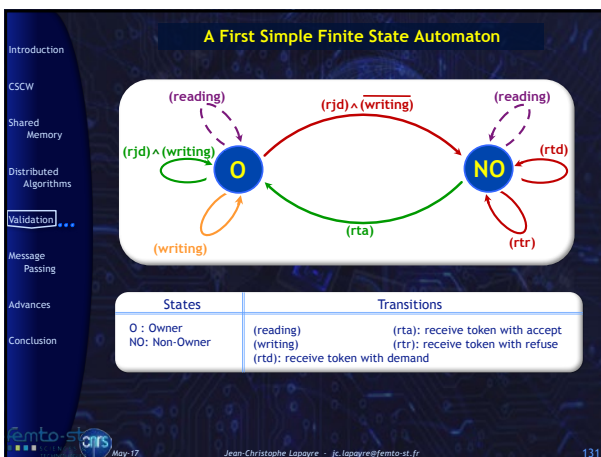 A First Simple Finite State Automaton
Introduction
CSCW
Shared
Memory
Distributed
Algorithms
Validation
Message
Passing
Advances
Conclusion
(reading)
(rjd) ∧ (writing)
(reading)
(rjd) ∧ (writing)
O
NO
(rtd)
(writing)
(rta)
(rtr)
States
Transitions
O : Owner
NO: Non-Owner
(reading)
(rta): receive token with accept
(writing)
(rtr): receive token with refuse
(rtd): receive token with demand
femto-st
cnrs
May-17
Jean-Christophe Lapayre - jc.lapayre@femto-st.fr
131